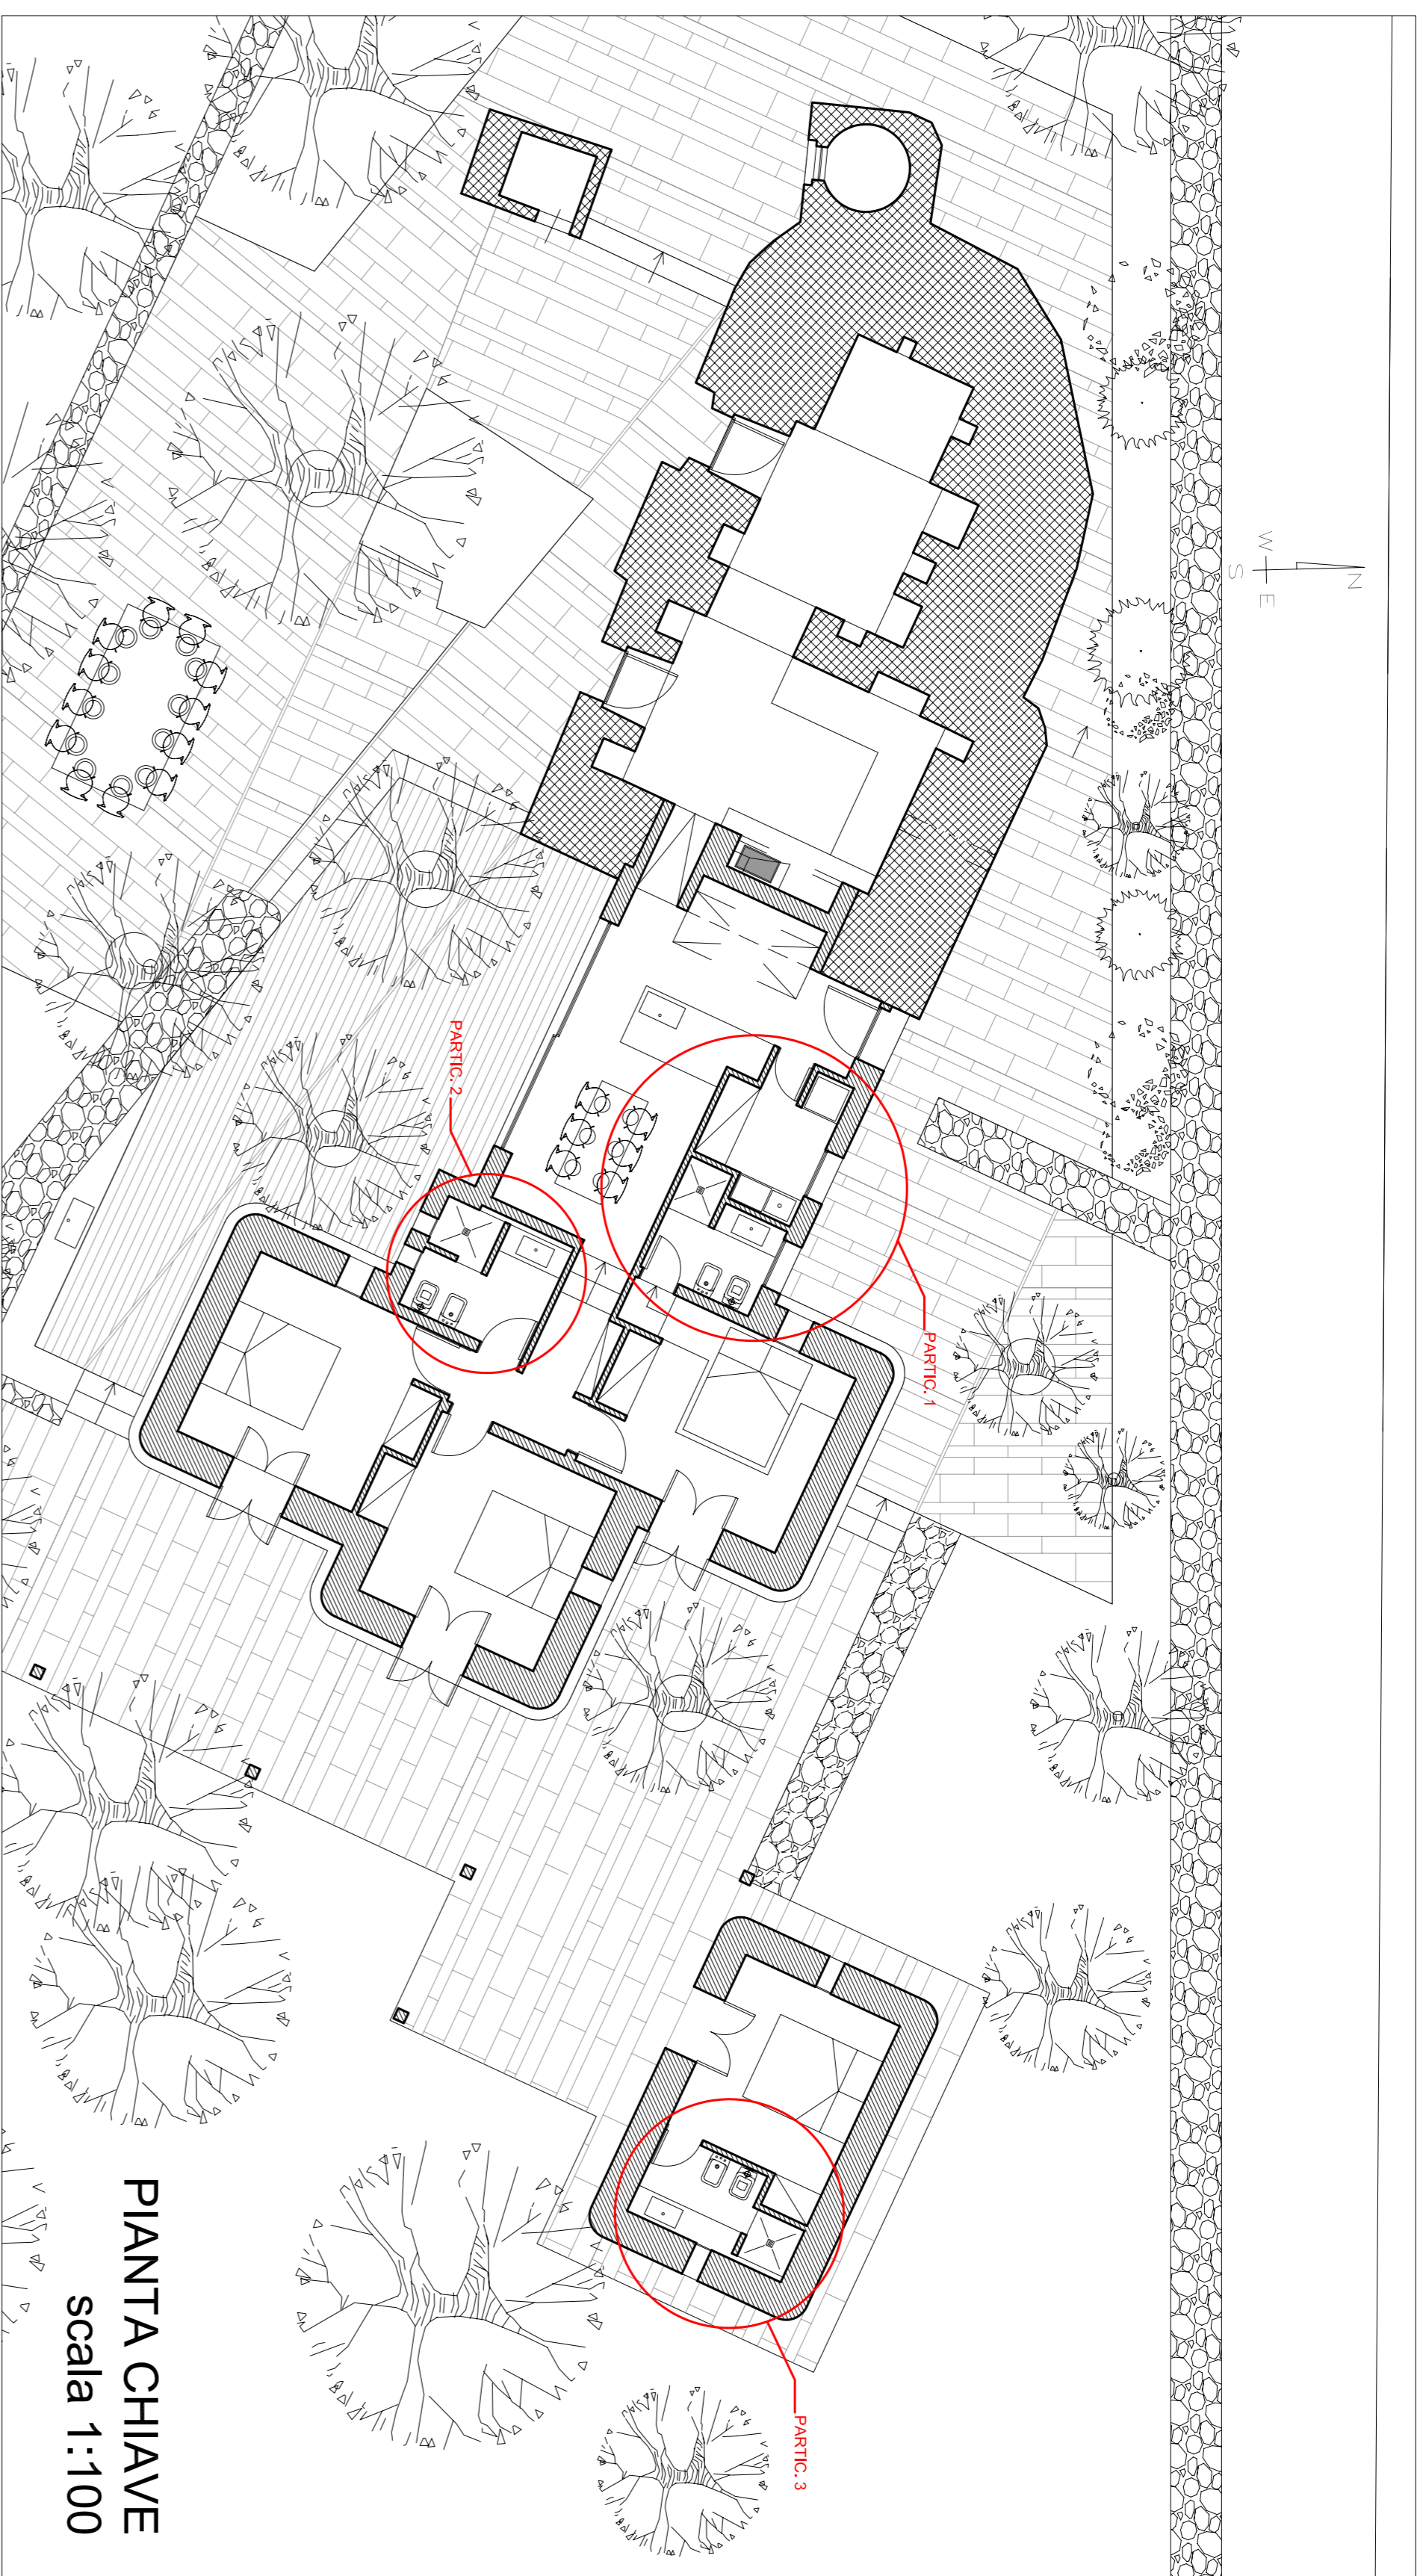 N
W
E
S
PARTIC. 1
PARTIC. 2
PARTIC. 3
PIANTA CHIAVE
scala 1:100